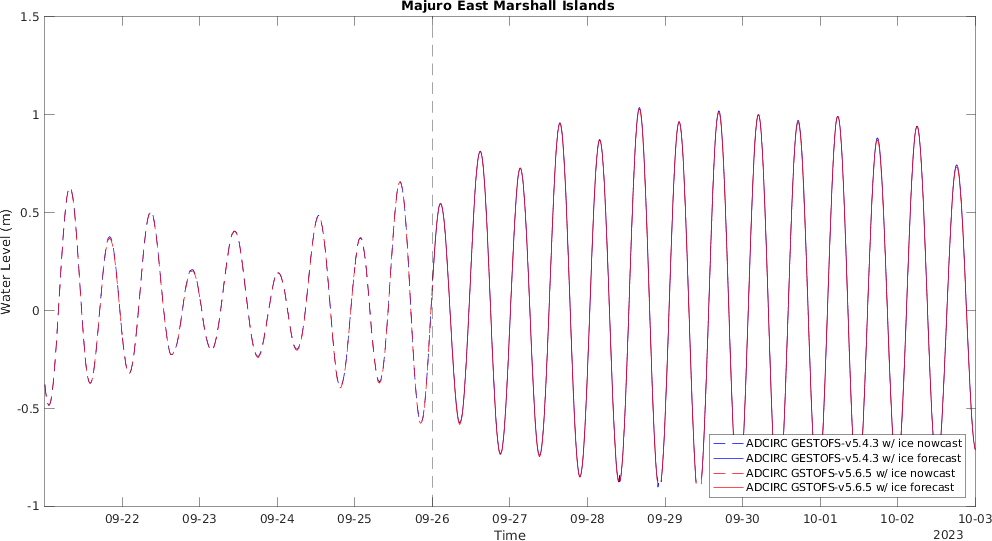 Majuro East Marshall Islands
1.5
1
0.5
0
-0.5
-1
Water Level (m)
ADCIRC GESTOFS-v5.4.3 w/ ice nowcast
ADCIRC GESTOFS-v5.4.3 w/ ice forecast
ADCIRC GSTOFS-v5.6.5 w/ ice nowcast
ADCIRC GSTOFS-v5.6.5 w/ ice forecast
09-22 09-23 09-24 09-25 09-26 09-27 09-28 09-29 09-30 10-01 10-02 10-03
Time
2023